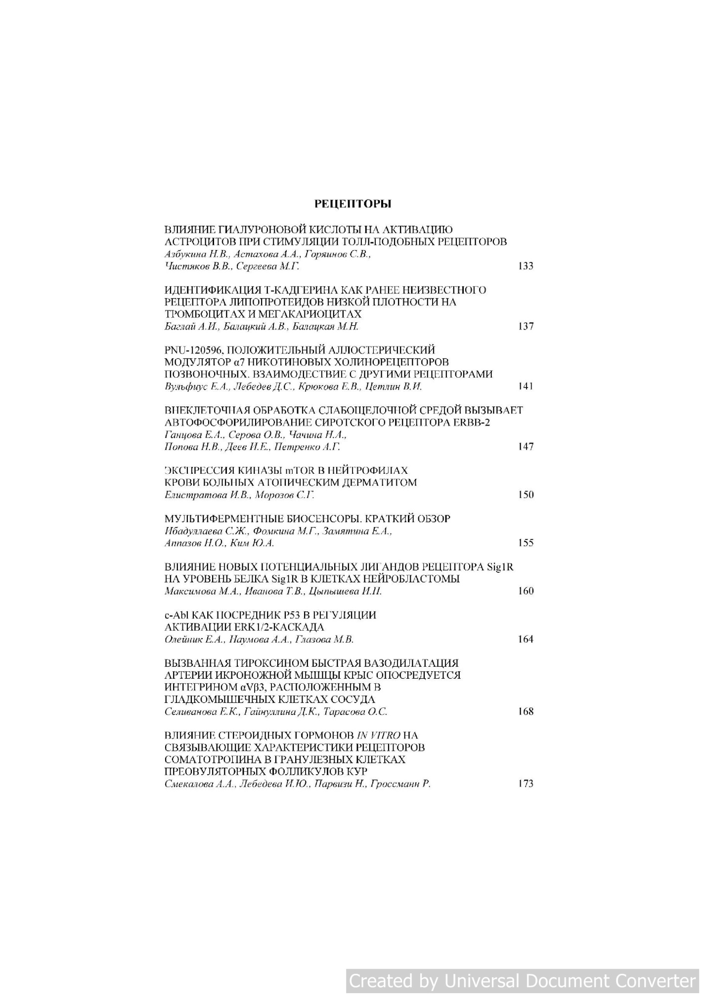 РЕЦЕПТОРЫ
ВЛИЯНИЕ ГИАЛУРОНОВОЙ КИСЛОТЫ НА АКТИВАЦИЮ
АСТРОЦИТОВ ПРИ СТИМУЛЯЦИИ ТОЛЛ-ПОДОБНЫХ РЕЦЕПТОРОВ
Азбукина Н.В., Астахова А.А., Горяинов С.В.,
Чистяков В.В., Сергеева М.Г. 133
ИДЕНТИФИКАЦИЯ Т-КАДГЕРИНА КАК РАНЕЕ НЕИЗВЕСТНОГО
РЕЦЕПТОРА ЛИПОПРОТЕИДОВ НИЗКОЙ ПЛОТНОСТИ НА
ТРОМБОЦИТАХ И МЕГАКАРИОЦИТАХ
Баглай А.И., Балацкий А.В., Балацкая М.Н. 137
PNU-120596, ПОЛОЖИТЕЛЬНЫЙ АЛЛОСТЕРИЧЕСКИЙ
МОДУЛЯТОР α7 НИКОТИНОВЫХ ХОЛИНОРЕЦЕПТОРОВ
ПОЗВОНОЧНЫХ. ВЗАИМОДЕСТВИЕ С ДРУГИМИ РЕЦЕПТОРАМИ
Вульфиус Е.А., Лебедев Д.С., Крюкова Е.В., Цетлин В.И. 141
ВНЕКЛЕТОЧНАЯ ОБРАБОТКА СЛАБОЩЕЛОЧНОЙ СРЕДОЙ ВЫЗЫВАЕТ
АВТОФОСФОРИЛИРОВАНИЕ СИРОТСКОГО РЕЦЕПТОРА ERBB-2
Ганцова Е.А., Серова О.В., Чачина Н.А.,
Попова Н.В., Деев И.Е., Петренко А.Г. 147
ЭКСПРЕССИЯ КИНАЗЫ mTOR В НЕЙТРОФИЛАХ
КРОВИ БОЛЬНЫХ АТОПИЧЕСКИМ ДЕРМАТИТОМ
Елистратова И.В., Морозов С.Г. 150
МУЛЬТИФЕРМЕНТНЫЕ БИОСЕНСОРЫ. КРАТКИЙ ОБЗОР
Ибадуллаева С.Ж., Фомкина М.Г., Замятина Е.А.,
Аппазов Н.О., Ким Ю.А. 155
ВЛИЯНИЕ НОВЫХ ПОТЕНЦИАЛЬНЫХ ЛИГАНДОВ РЕЦЕПТОРА Sig1R
НА УРОВЕНЬ БЕЛКА Sig1R В КЛЕТКАХ НЕЙРОБЛАСТОМЫ
Максимова М.А., Иванова Т.В., Цыпышева И.П. 160
c-Abl КАК ПОСРЕДНИК P53 В РЕГУЛЯЦИИ
АКТИВАЦИИ ERK1/2-КАСКАДА
Олейник Е.А., Наумова А.А., Глазова М.В. 164
ВЫЗВАННАЯ ТИРОКСИНОМ БЫСТРАЯ ВАЗОДИЛАТАЦИЯ
АРТЕРИИ ИКРОНОЖНОЙ МЫШЦЫ КРЫС ОПОСРЕДУЕТСЯ
ИНТЕГРИНОМ αVβ3, РАСПОЛОЖЕННЫМ В
ГЛАДКОМЫШЕЧНЫХ КЛЕТКАХ СОСУДА
Селиванова Е.К., Гайнуллина Д.К., Тарасова О.С. 168
ВЛИЯНИЕ СТЕРОИДНЫХ ГОРМОНОВ IN VITRO НА
СВЯЗЫВАЮЩИЕ ХАРАКТЕРИСТИКИ РЕЦЕПТОРОВ
СОМАТОТРОПИНА В ГРАНУЛЕЗНЫХ КЛЕТКАХ
ПРЕОВУЛЯТОРНЫХ ФОЛЛИКУЛОВ КУР
Смекалова А.А., Лебедева И.Ю., Парвизи Н., Гроссманн Р. 173
Created by Universal Document Converter